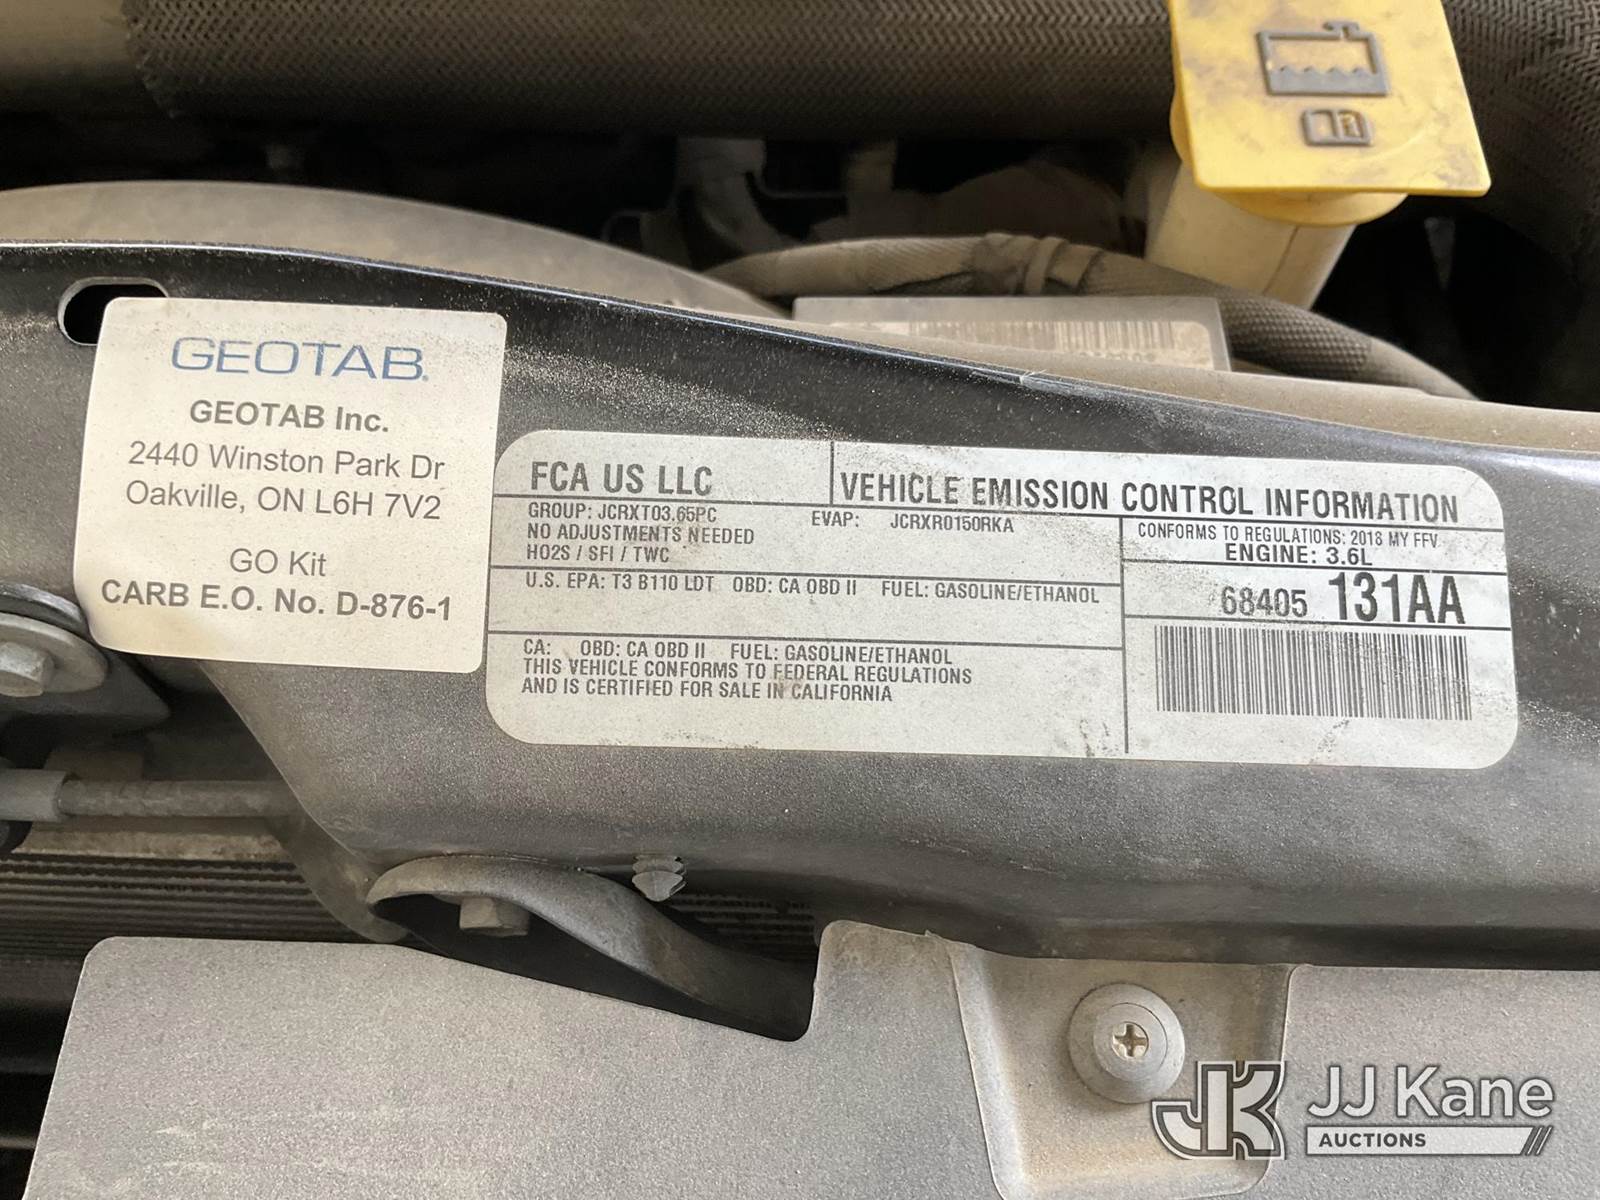 GEOTAB
GEOTAB Inc.
2440 Winston Park Dr
Oakville, ON L6H 7V2
GO Kit
CARB E.O. No. D-876-1
FCA US LLC
VEHICLE EMISSION CONTROL INFORMATION
GROUP: JCRXT03.65PC
EVAP: JCRXR0150RKA
NO ADJUSTMENTS NEEDED
HO2S / SFI / TWC
CONFORMS TO REGULATIONS: 2018 MY FFV
ENGINE: 3.6L
U.S. EPA: T3 B110 LDT OBD: CA OBD II FUEL: GASOLINE/ETHANOL
68405 131AA
CA: OBD: CA OBD II FUEL: GASOLINE/ETHANOL
THIS VEHICLE CONFORMS TO FEDERAL REGULATIONS
AND IS CERTIFIED FOR SALE IN CALIFORNIA
JK
JJ Kane
AUCTIONS